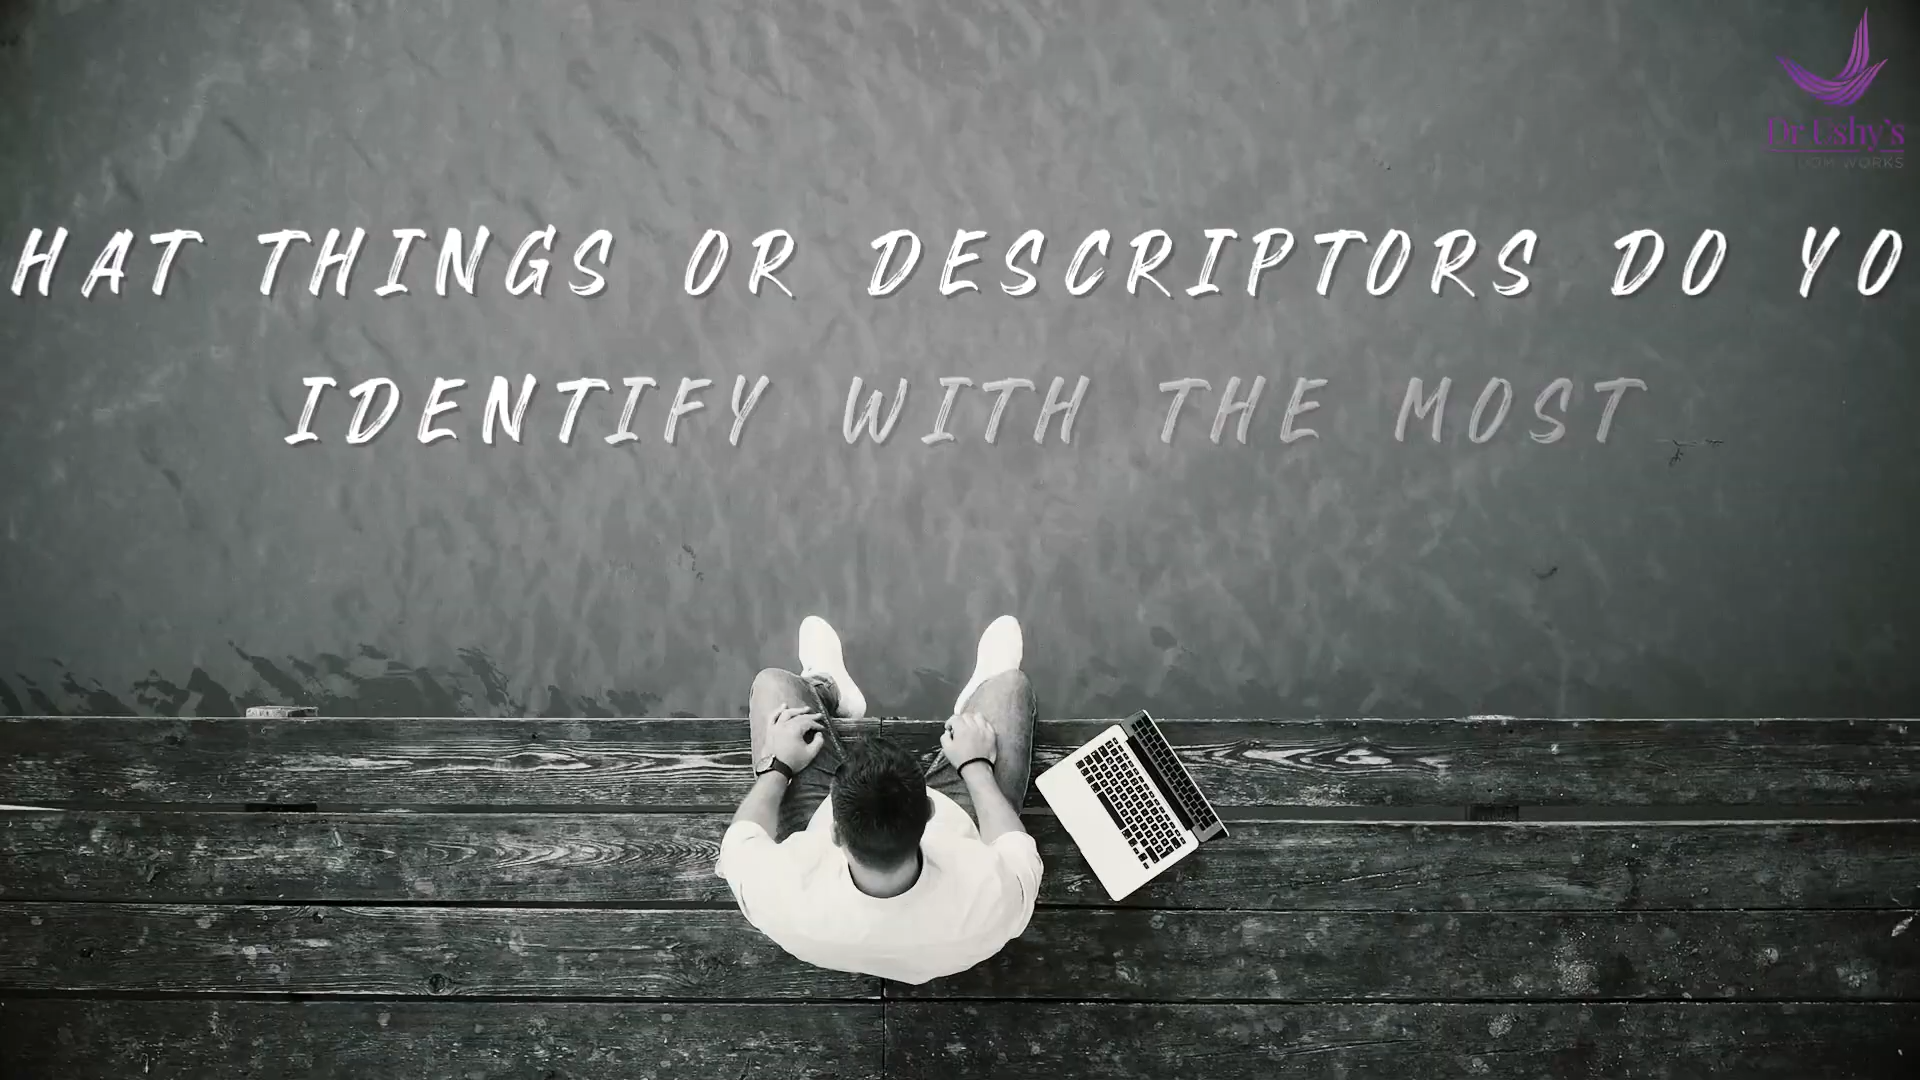 Dr Eshy's
HAT THINGS OR DESCRIPTORS DO YO
IDENTIFY WITH THE MOST